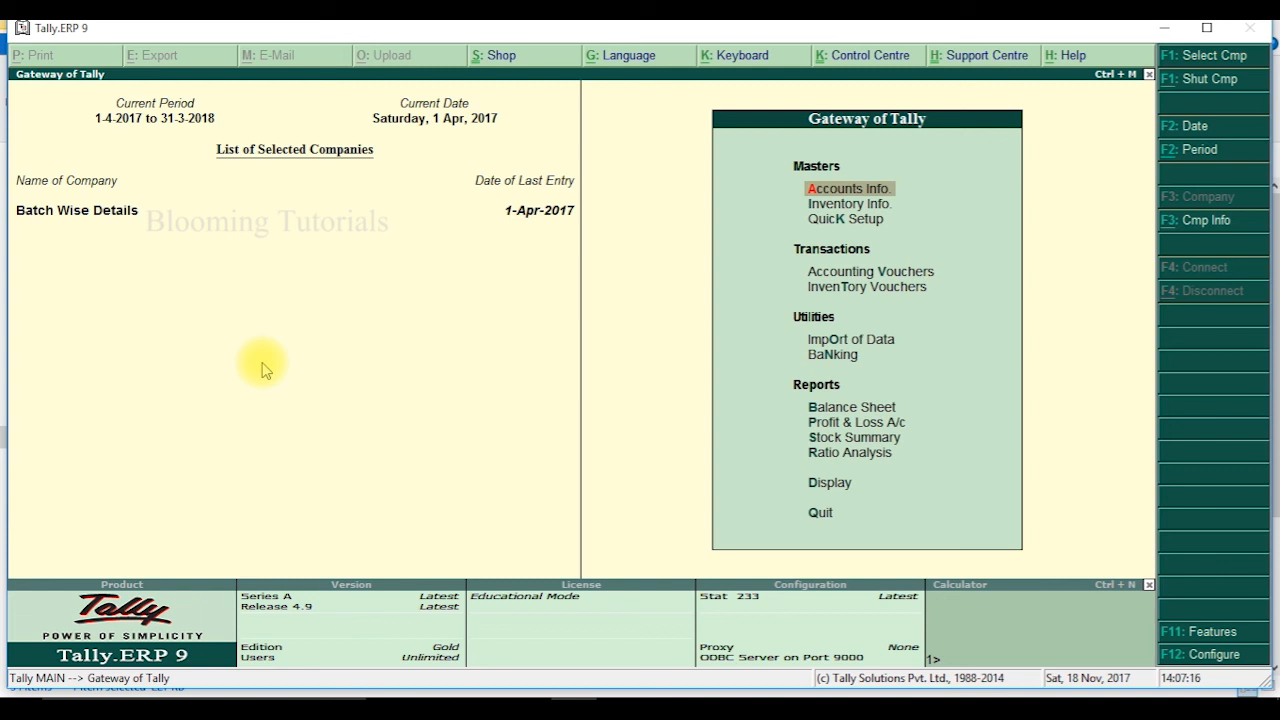 Tally.ERP 9
P: Print E: Export M: E-Mail O: Upload S: Shop G: Language K: Keyboard K: Control Centre H: Support Centre H: Help
Gateway of Tally Ctrl + M
Current Period Current Date
1-4-2017 to 31-3-2018 Saturday, 1 Apr, 2017
List of Selected Companies
Name of Company Date of Last Entry
Batch Wise Details 1-Apr-2017
Blooming Tutorials
Gateway of Tally
Masters
Accounts Info.
Inventory Info.
QuicK Setup
Transactions
Accounting Vouchers
InvenTory Vouchers
Utilities
ImpOrt of Data
BaNking
Reports
Balance Sheet
Profit & Loss A/c
Stock Summary
Ratio Analysis
Display
Quit
F1: Select Cmp
F1: Shut Cmp
F2: Date
F2: Period
F3: Company
F3: Cmp Info
F4: Connect
F4: Disconnect
F11: Features
F12: Configure
Product Version License Configuration Calculator Ctrl + N
Tally
POWER OF SIMPLICITY
Tally.ERP 9
Series A Latest
Release 4.9 Latest
Edition Gold
Users Unlimited
Educational Mode
Stat 233 Latest
Proxy None
ODBC Server on Port 9000
1>
Tally MAIN --> Gateway of Tally (c) Tally Solutions Pvt. Ltd., 1988-2014 Sat, 18 Nov, 2017 14:07:16